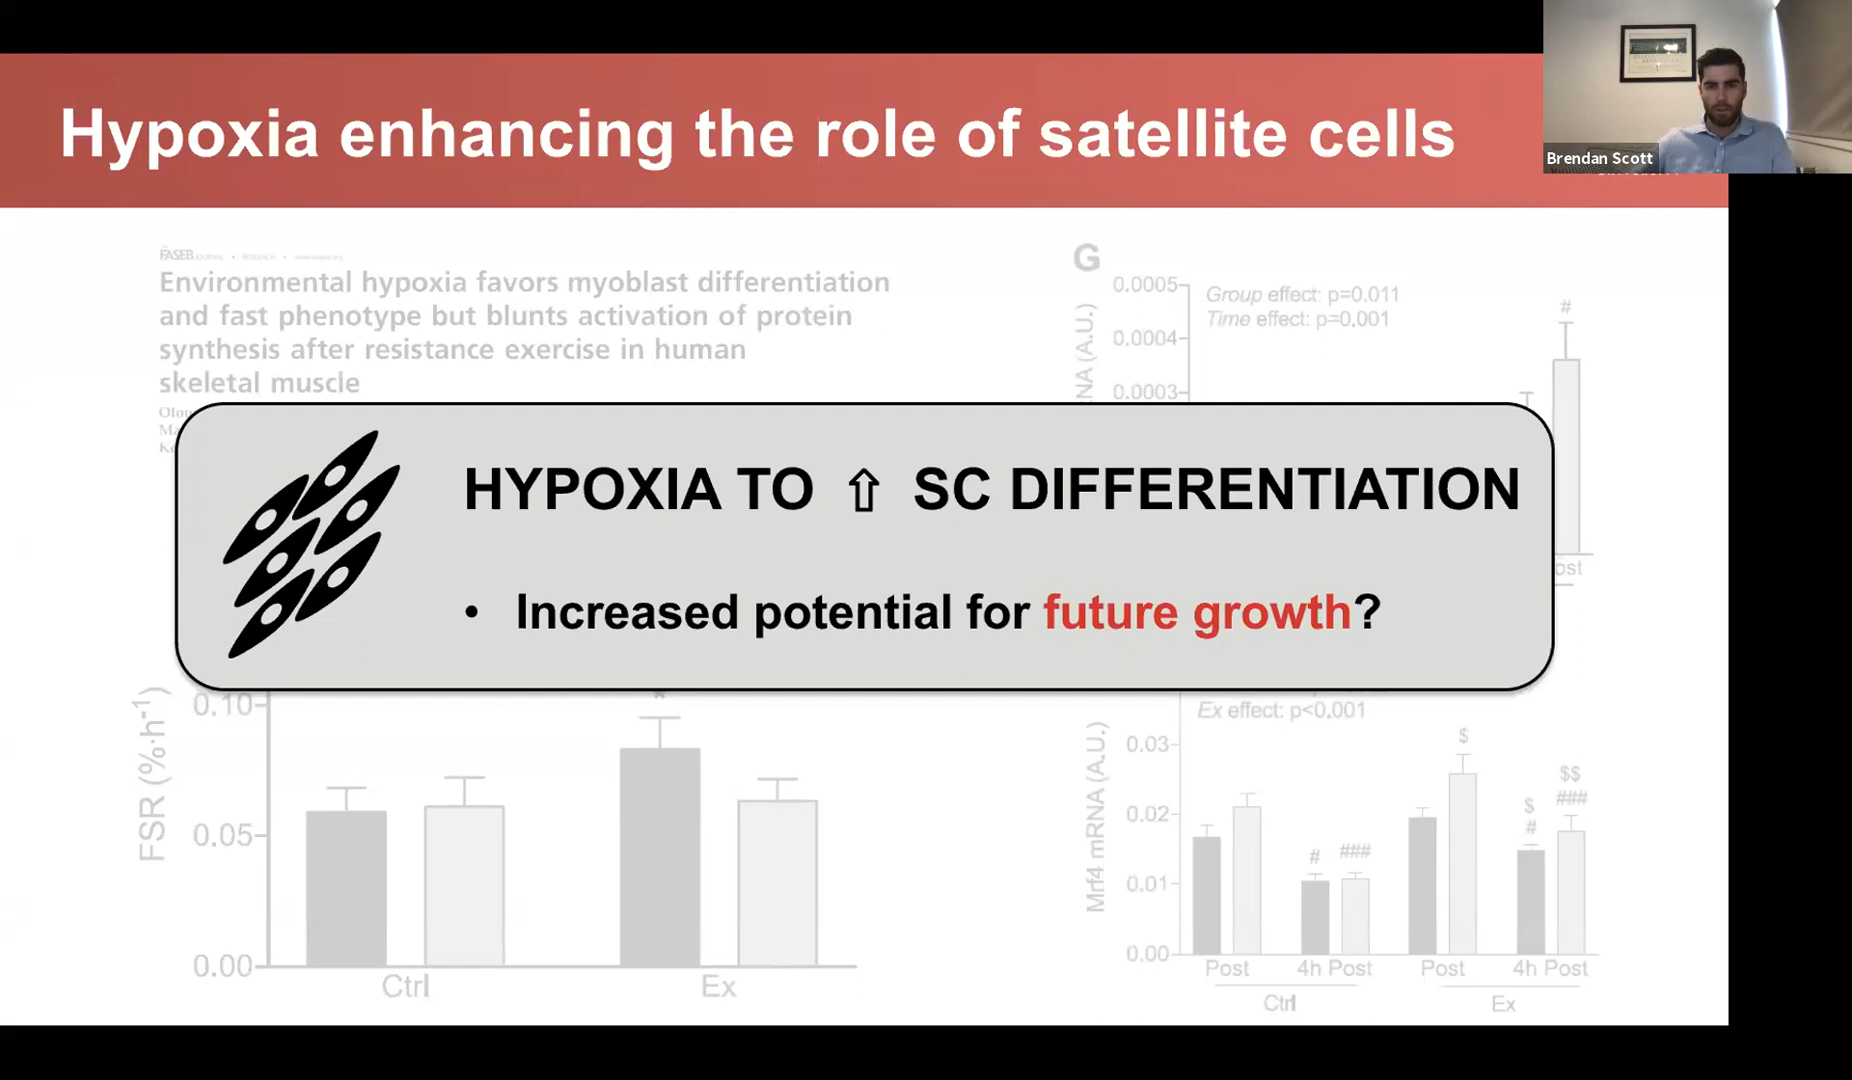 Hypoxia enhancing the role of satellite cells
Brendan Scott
FASEB
Environmental hypoxia favors myoblast differentiation
and fast phenotype but blunts activation of protein
synthesis after resistance exercise in human
skeletal muscle
G
0.0005
0.0004
0.0003
NA (A.U.)
Group effect: p=0.011
Time effect: p=0.001
#
HYPOXIA TO ⇧ SC DIFFERENTIATION
• Increased potential for future growth?
ost
FSR (%·h⁻¹)
0.10
0.05
0.00
*
Ctrl Ex
Ex effect: p<0.001
Mrf4 mRNA (A.U.)
0.03
0.02
0.01
0.00
# ### $ $ # $$ ###
Post 4h Post Post 4h Post
Ctrl Ex